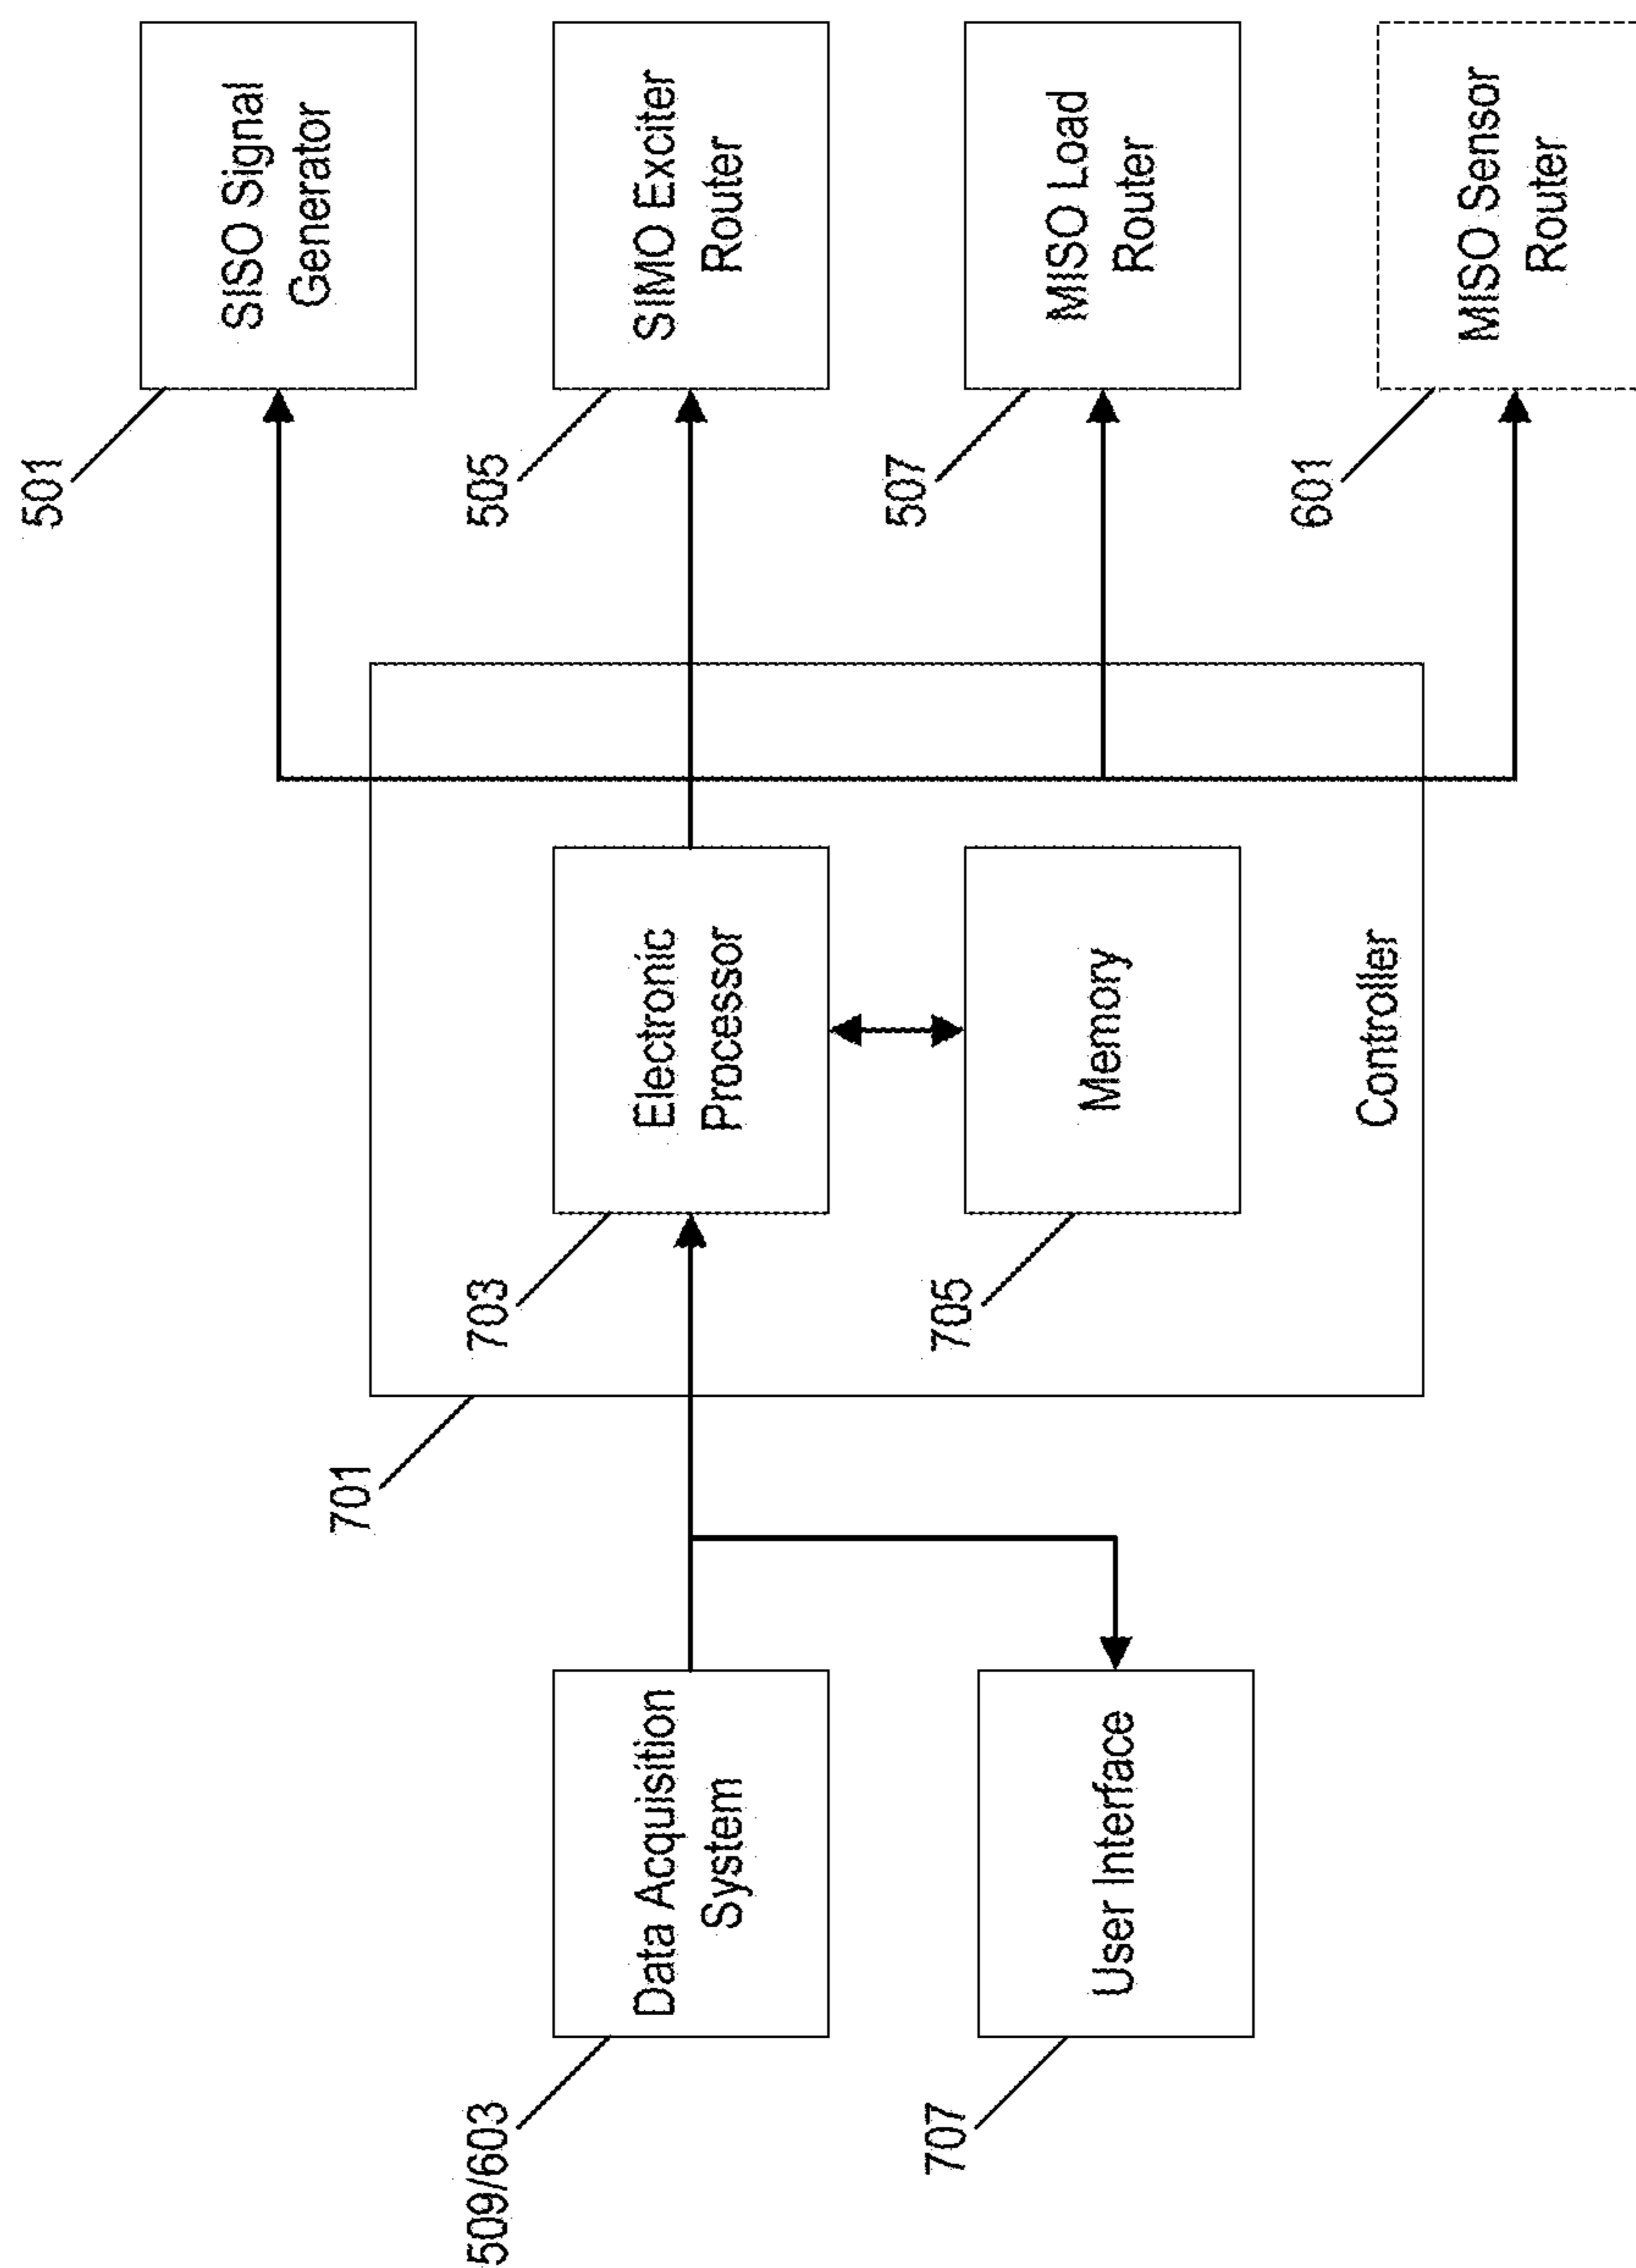 509/603
Data Acquisition
System
707
User Interface
701
703
Electronic
Processor
705
Memory
Controller
501
SISO Signal
Generator
505
SIMO Exciter
Router
507
MISO Load
Router
601
MISO Sensor
Router